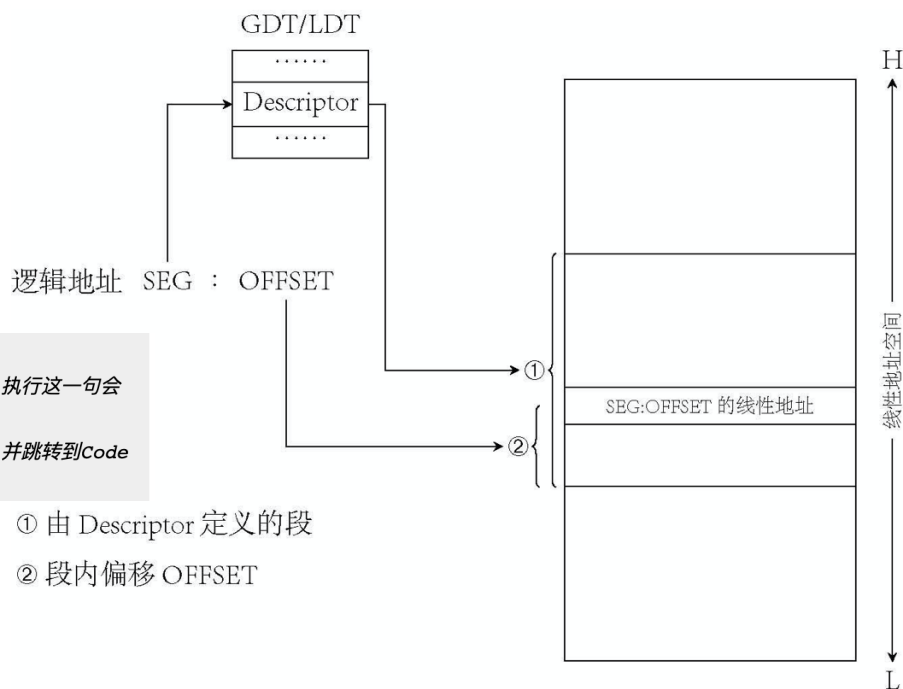 GDT/LDT
······
Descriptor
······
H
逻辑地址 SEG : OFFSET
线性地址空间
①
SEG:OFFSET 的线性地址
②
执行这一句会
并跳转到Code
① 由 Descriptor 定义的段
② 段内偏移 OFFSET
L